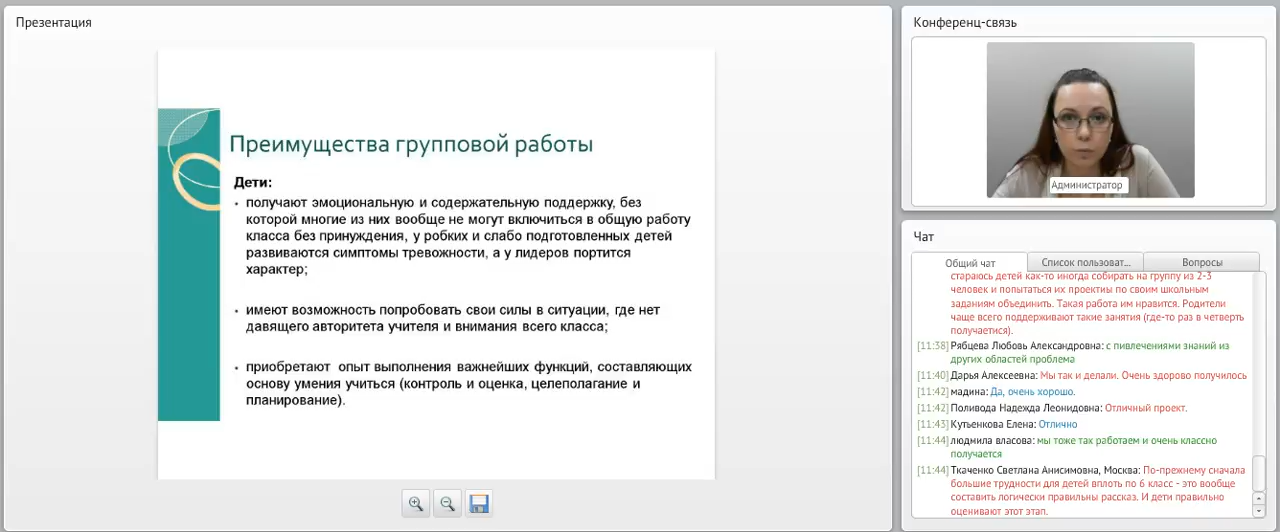 Презентация
Преимущества групповой работы
Дети:
• получают эмоциональную и содержательную поддержку, без
которой многие из них вообще не могут включиться в общую работу
класса без принуждения, у робких и слабо подготовленных детей
развиваются симптомы тревожности, а у лидеров портится
характер;
• имеют возможность попробовать свои силы в ситуации, где нет
давящего авторитета учителя и внимания всего класса;
• приобретают опыт выполнения важнейших функций, составляющих
основу умения учиться (контроль и оценка, целеполагание и
планирование).
Конференц-связь
Администратор
Чат
Общий чат
Список пользоват...
Вопросы
стараюсь детей как-то иногда собирать на группу из 2-3
человек и попытаться их проектиы по своим школьным
заданиям объединить. Такая работа им нравится. Родители
чаще всего поддерживают такие занятия (где-то раз в четверть
получаетися).
[11:38] Рябцева Любовь Александровна: с пивлечениями знаний из
других областей проблема
[11:40] Дарья Алексеевна: Мы так и делали. Очень здорово получилось
[11:42] мадина: Да, очень хорошо.
[11:42] Поливода Надежда Леонидовна: Отличный проект.
[11:43] Кутьенкова Елена: Отлично
[11:44] людмила власова: мы тоже так работаем и очень классно
получается
[11:44] Ткаченко Светлана Анисимовна, Москва: По-прежнему сначала
большие трудности для детей вплоть по 6 класс - это вообще
составить логически правильны рассказ. И дети правильно
оценивают этот этап.